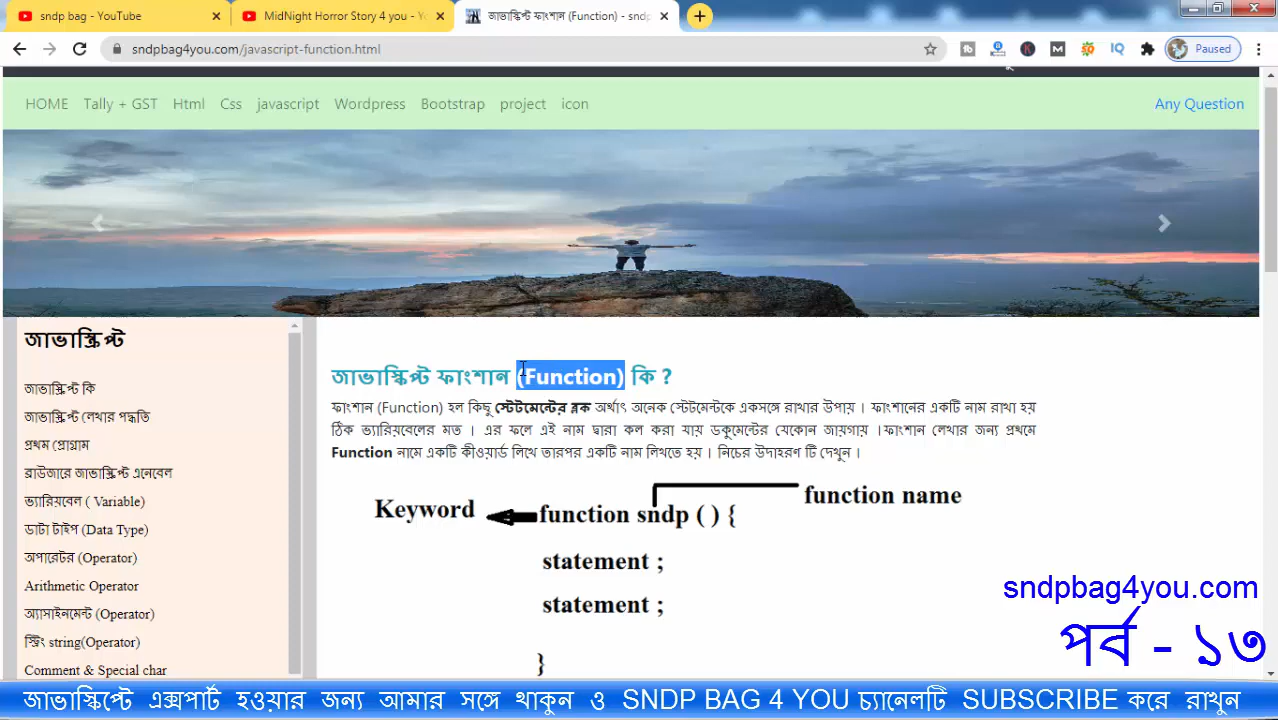 sndp bag - YouTube
MidNight Horror Story 4 you - Yo
জাভাস্ক্রিপ্ট ফাংশান (Function) - sndp
sndpbag4you.com/javascript-function.html
Paused
HOME Tally + GST Html Css javascript Wordpress Bootstrap project icon Any Question
জাভাস্ক্রিপ্ট
জাভাস্ক্রিপ্ট কি
জাভাস্ক্রিপ্ট লেখার পদ্ধতি
প্রথম প্রোগ্রাম
ব্রাউজারে জাভাস্ক্রিপ্ট এনেবেল
ভ্যারিয়বেল ( Variable)
ডাটা টাইপ (Data Type)
অপারেটর (Operator)
Arithmetic Operator
অ্যাসাইনমেন্ট (Operator)
স্ট্রিং string(Operator)
Comment & Special char
জাভাস্ক্রিপ্ট ফাংশান (Function) কি ?
ফাংশান (Function) হল কিছু স্টেটমেন্টের ব্লক অর্থাৎ অনেক স্টেটমেন্টকে একসঙ্গে রাখার উপায় । ফাংশানের একটি নাম রাখা হয়
ঠিক ভ্যারিয়বেলের মত । এর ফলে এই নাম দ্বারা কল করা যায় ডকুমেন্টের যেকোন জায়গায় ।ফাংশান লেখার জন্য প্রথমে
Function নামে একটি কীওয়ার্ড লিখে তারপর একটি নাম লিখতে হয় । নিচের উদাহরণ টি দেখুন ।
function name
Keyword function sndp ( ) {
statement ;
statement ;
}
sndpbag4you.com
পর্ব - ১৩
জাভাস্ক্রিপ্টে এক্সপার্ট হওয়ার জন্য আমার সঙ্গে থাকুন ও SNDP BAG 4 YOU চ্যানেলটি SUBSCRIBE করে রাখুন